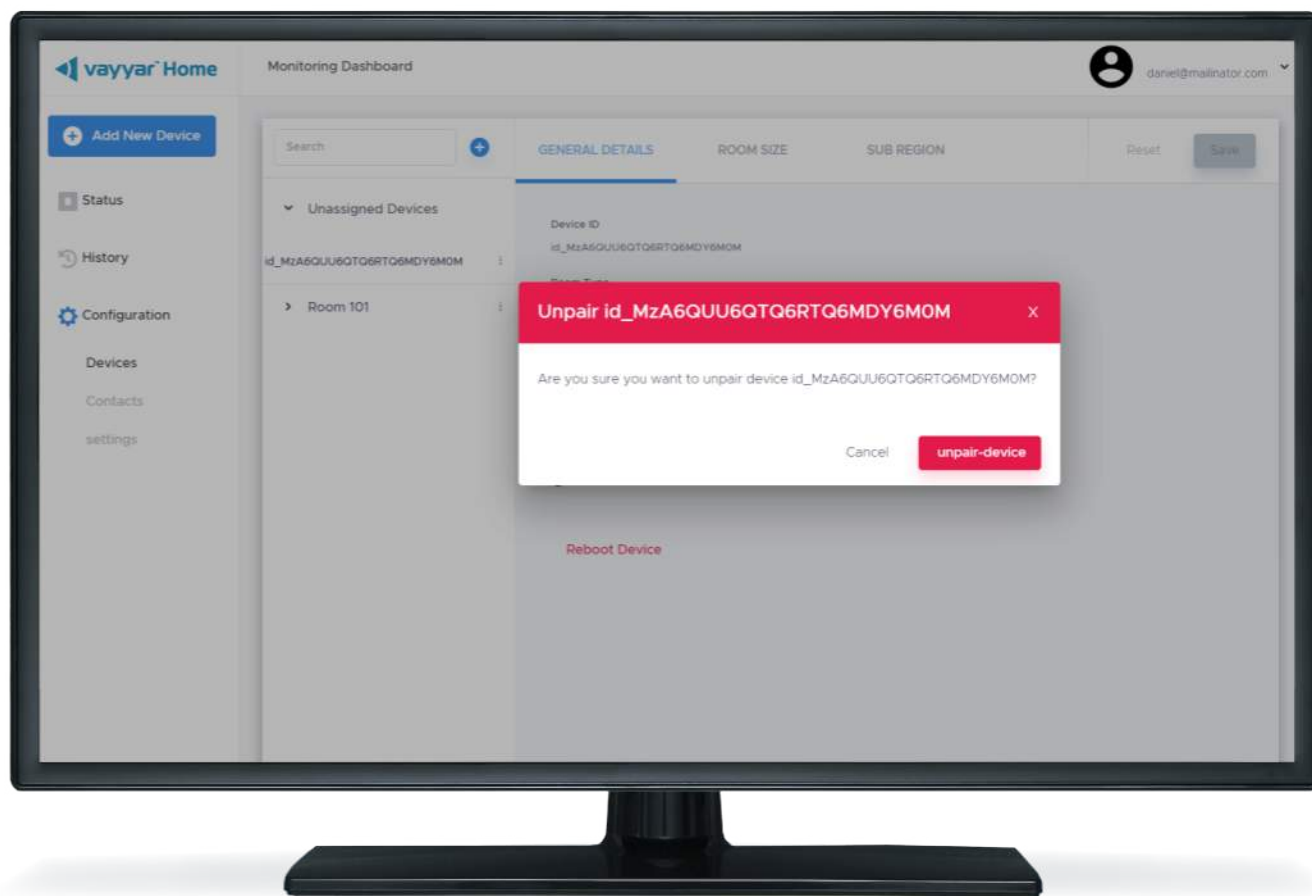 vayyar Home
Monitoring Dashboard
daniel@mailinator.com
Add New Device
Status
History
Configuration
Devices
Contacts
settings
Search
Unassigned Devices
id_MzA6QUU6QTQ6RTQ6MDY6M0M
Room 101
GENERAL DETAILS
ROOM SIZE
SUB REGION
Reset
Save
Device ID
id_MzA6QUU6QTQ6RTQ6MDY6M0M
Room Type
Unpair id_MzA6QUU6QTQ6RTQ6MDY6M0M
X
Are you sure you want to unpair device id_MzA6QUU6QTQ6RTQ6MDY6M0M?
Cancel
unpair-device
Reboot Device